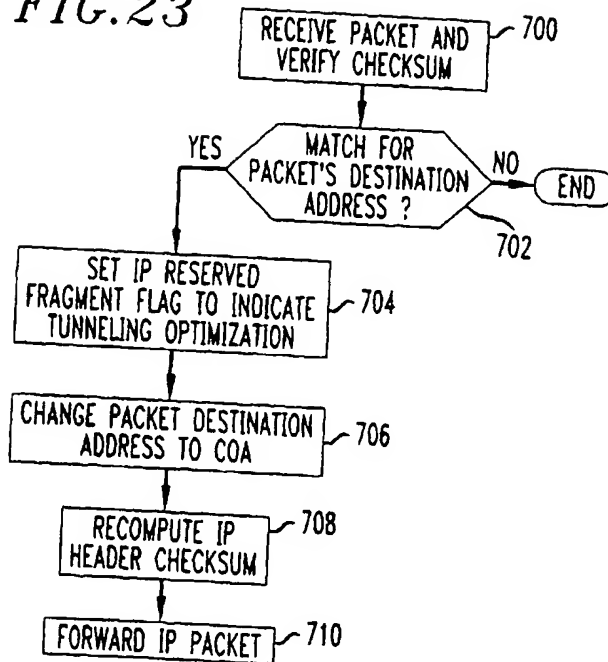 FIG.23
RECEIVE PACKET AND
VERIFY CHECKSUM
700
MATCH FOR
PACKET'S DESTINATION
ADDRESS ?
702
YES
NO
END
SET IP RESERVED
FRAGMENT FLAG TO INDICATE
TUNNELING OPTIMIZATION
704
CHANGE PACKET DESTINATION
ADDRESS TO COA
706
RECOMPUTE IP
HEADER CHECKSUM
708
FORWARD IP PACKET
710